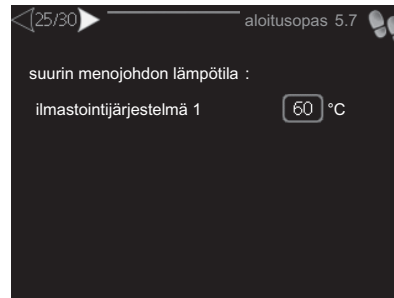 25/30 aloitusopas 5.7
suurin menojohdon lämpötila :
ilmastointijärjestelmä 1 60 °C